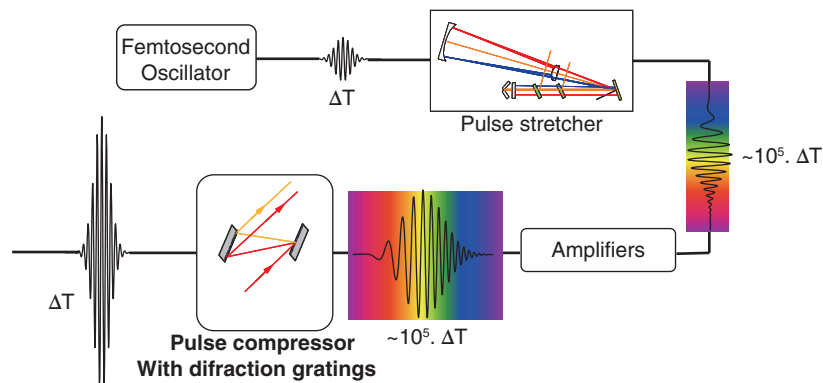 Femtosecond
Oscillator
ΔT
Pulse stretcher
~10⁵. ΔT
ΔT
Amplifiers
~10⁵. ΔT
Pulse compressor
With difraction gratings